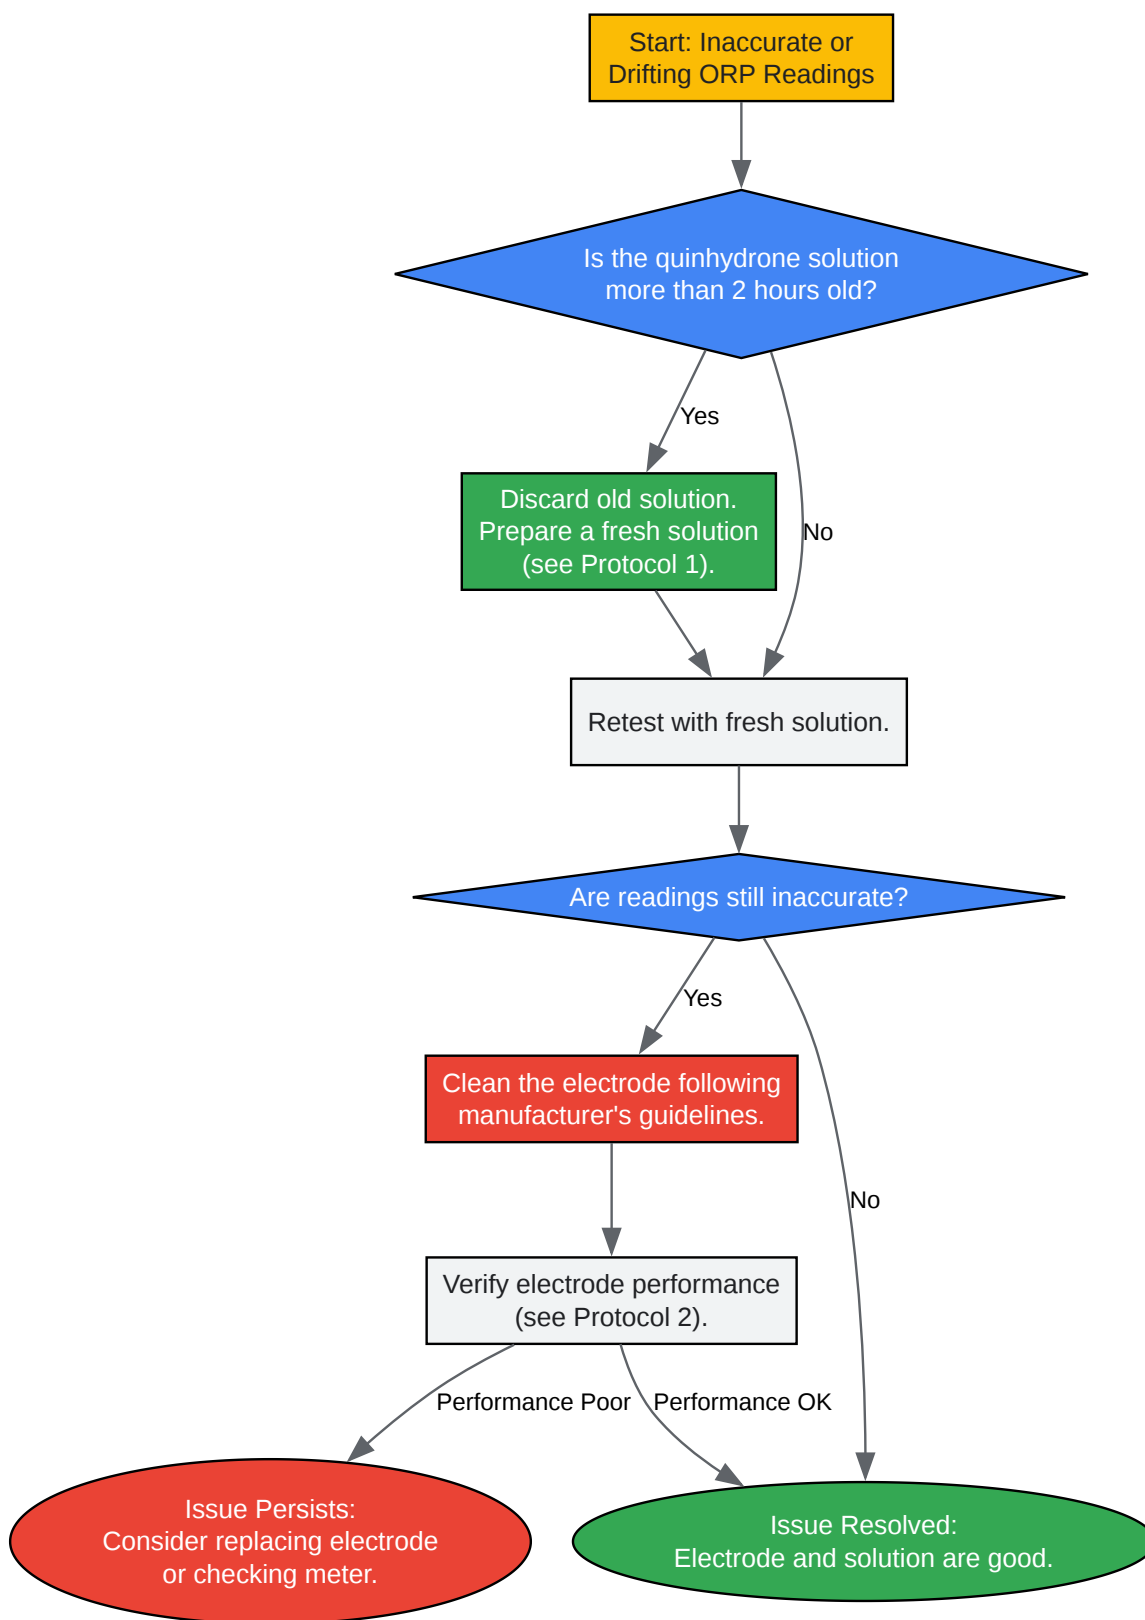 Start: Inaccurate or
Drifting ORP Readings
Is the quinhydrone solution
more than 2 hours old?
Yes
Discard old solution.
Prepare a fresh solution
(see Protocol 1).
No
Retest with fresh solution.
Are readings still inaccurate?
Yes
Clean the electrode following
manufacturer's guidelines.
No
Verify electrode performance
(see Protocol 2).
Performance Poor
Performance OK
Issue Persists:
Consider replacing electrode
or checking meter.
Issue Resolved:
Electrode and solution are good.